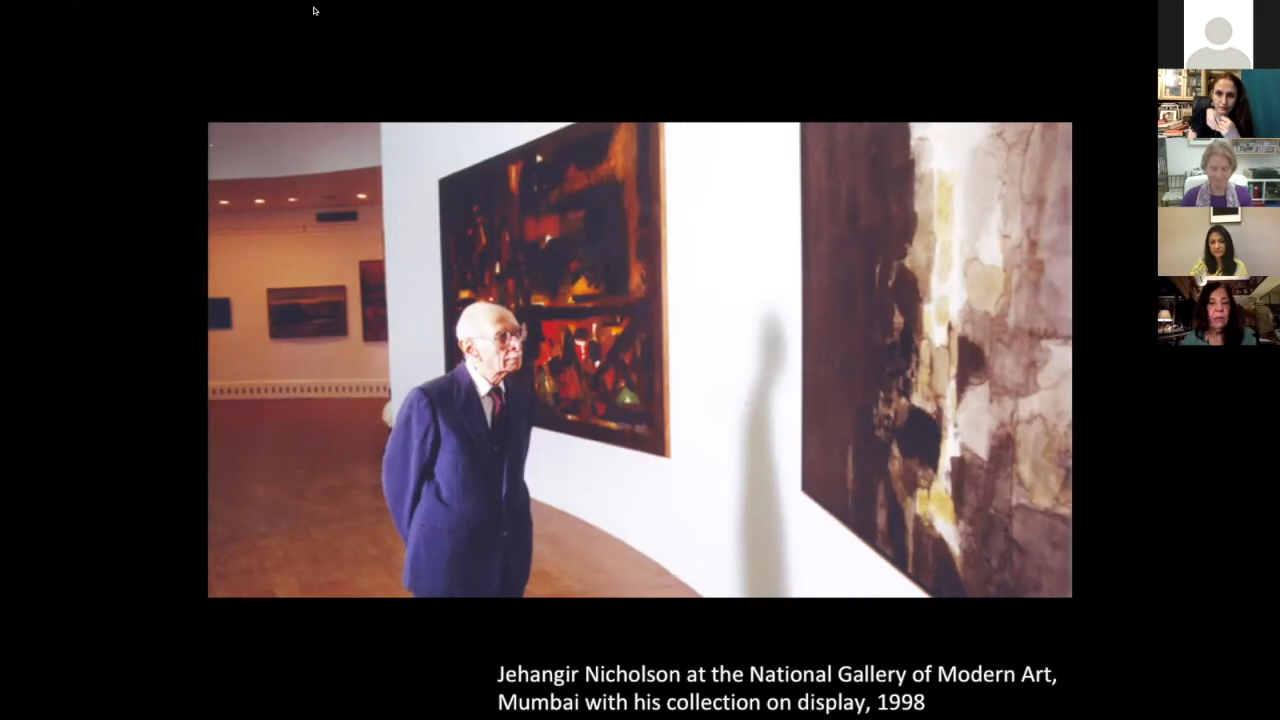 Jehangir Nicholson at the National Gallery of Modern Art,
Mumbai with his collection on display, 1998